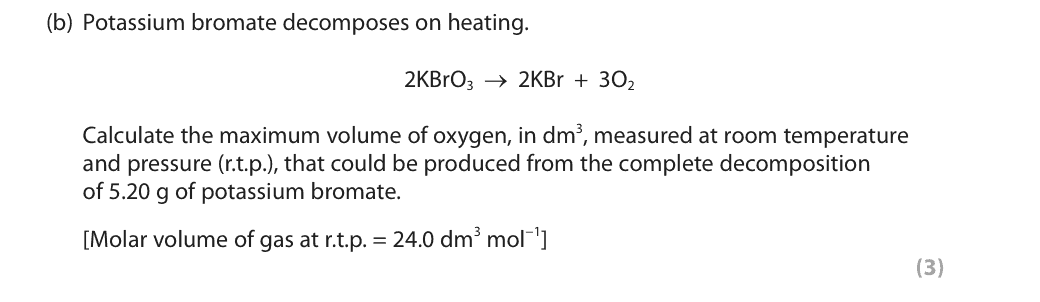 (b) Potassium bromate decomposes on heating.
2KBrO₃ → 2KBr + 3O₂
Calculate the maximum volume of oxygen, in dm³, measured at room temperature
and pressure (r.t.p.), that could be produced from the complete decomposition
of 5.20 g of potassium bromate.
[Molar volume of gas at r.t.p. = 24.0 dm³ mol⁻¹]
(3)